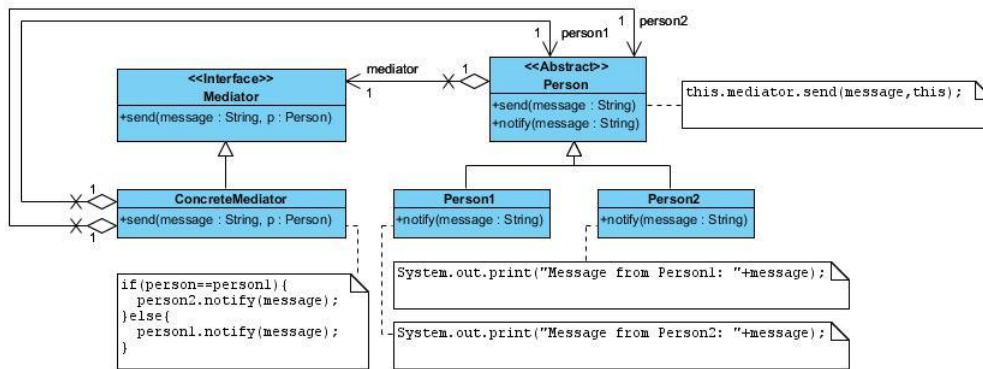 1
person1
1
person2
mediator
1
1
<<Interface>>
Mediator
+send(message : String, p : Person)
<<Abstract>>
Person
+send(message : String)
+notify(message : String)
this.mediator.send(message,this);
1
1
ConcreteMediator
+send(message : String, p : Person)
Person1
+notify(message : String)
Person2
+notify(message : String)
if(person==person1){
person2.notify(message);
}else{
person1.notify(message);
}
System.out.print("Message from Person1: "+message);
System.out.print("Message from Person2: "+message);